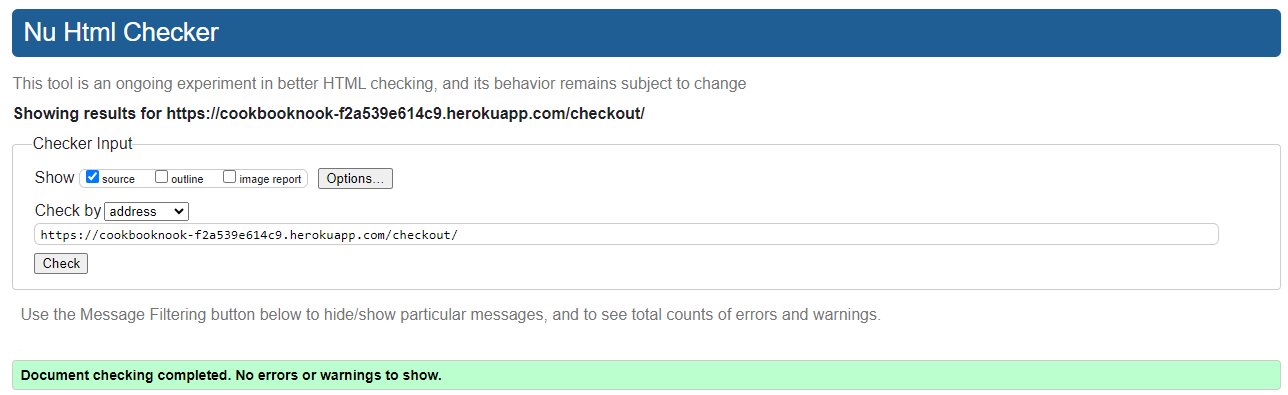 Nu Html Checker
This tool is an ongoing experiment in better HTML checking, and its behavior remains subject to change
Showing results for https://cookbooknook-f2a539e614c9.herokuapp.com/checkout/
Checker Input
Show source outline image report Options...
Check by address
https://cookbooknook-f2a539e614c9.herokuapp.com/checkout/
Check
Use the Message Filtering button below to hide/show particular messages, and to see total counts of errors and warnings.
Document checking completed. No errors or warnings to show.